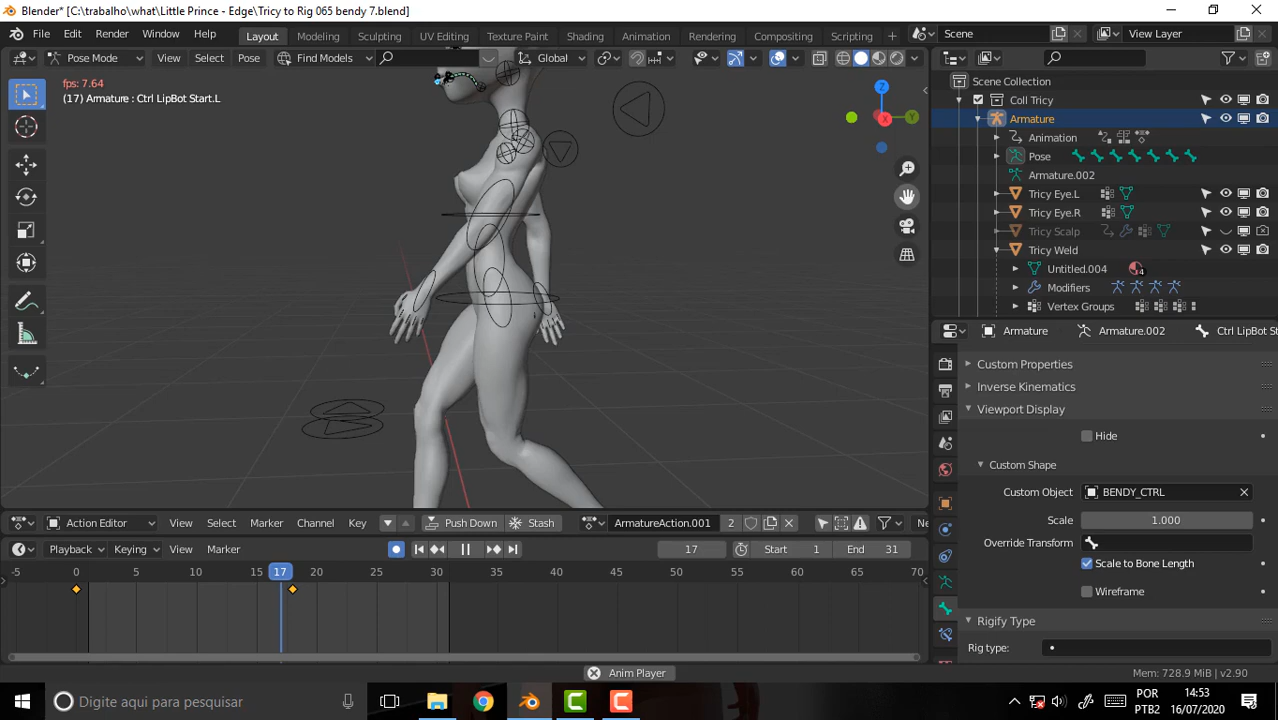 Blender* [C:\trabalho\what\Little Prince - Edge\Tricy to Rig 065 bendy 7.blend]
File Edit Render Window Help Layout Modeling Sculpting UV Editing Texture Paint Shading Animation Rendering Compositing Scripting Scene View Layer
Pose Mode View Select Pose Find Models Global
fps: 7.64
(17) Armature : Ctrl LipBot Start.L
Z
Y
X
Scene Collection
Coll Tricy
Armature
Animation
Pose
Armature.002
Tricy Eye.L
Tricy Eye.R
Tricy Scalp
Tricy Weld
Untitled.004 4
Modifiers
Vertex Groups
Armature Armature.002 Ctrl LipBot St
Custom Properties
Inverse Kinematics
Viewport Display
Hide
Custom Shape
Custom Object BENDY_CTRL
Scale 1.000
Override Transform
Scale to Bone Length
Wireframe
Rigify Type
Rig type:
Action Editor View Select Marker Channel Key Push Down Stash ArmatureAction.001 2 Ne
Playback Keying View Marker 17 Start 1 End 31
-5 0 5 10 15 17 20 25 30 35 40 45 50 55 60 65 70
Anim Player
Mem: 728.9 MiB | v2.90
Digite aqui para pesquisar
POR
PTB2
14:53
16/07/2020